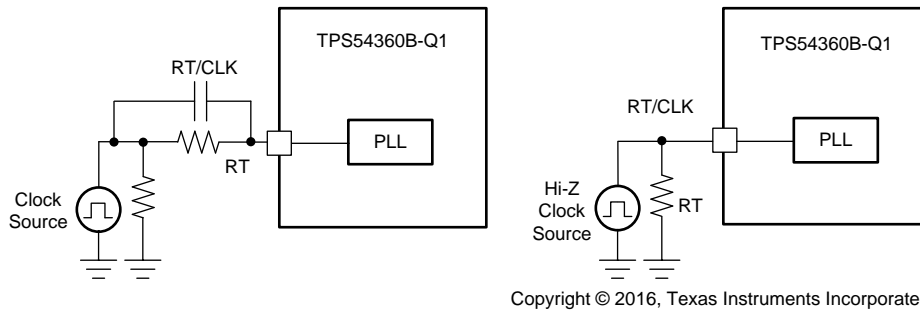 TPS54360B-Q1
RT/CLK
PLL
RT
Clock
Source
TPS54360B-Q1
RT/CLK
PLL
Hi-Z
Clock
Source
RT
Copyright © 2016, Texas Instruments Incorporate